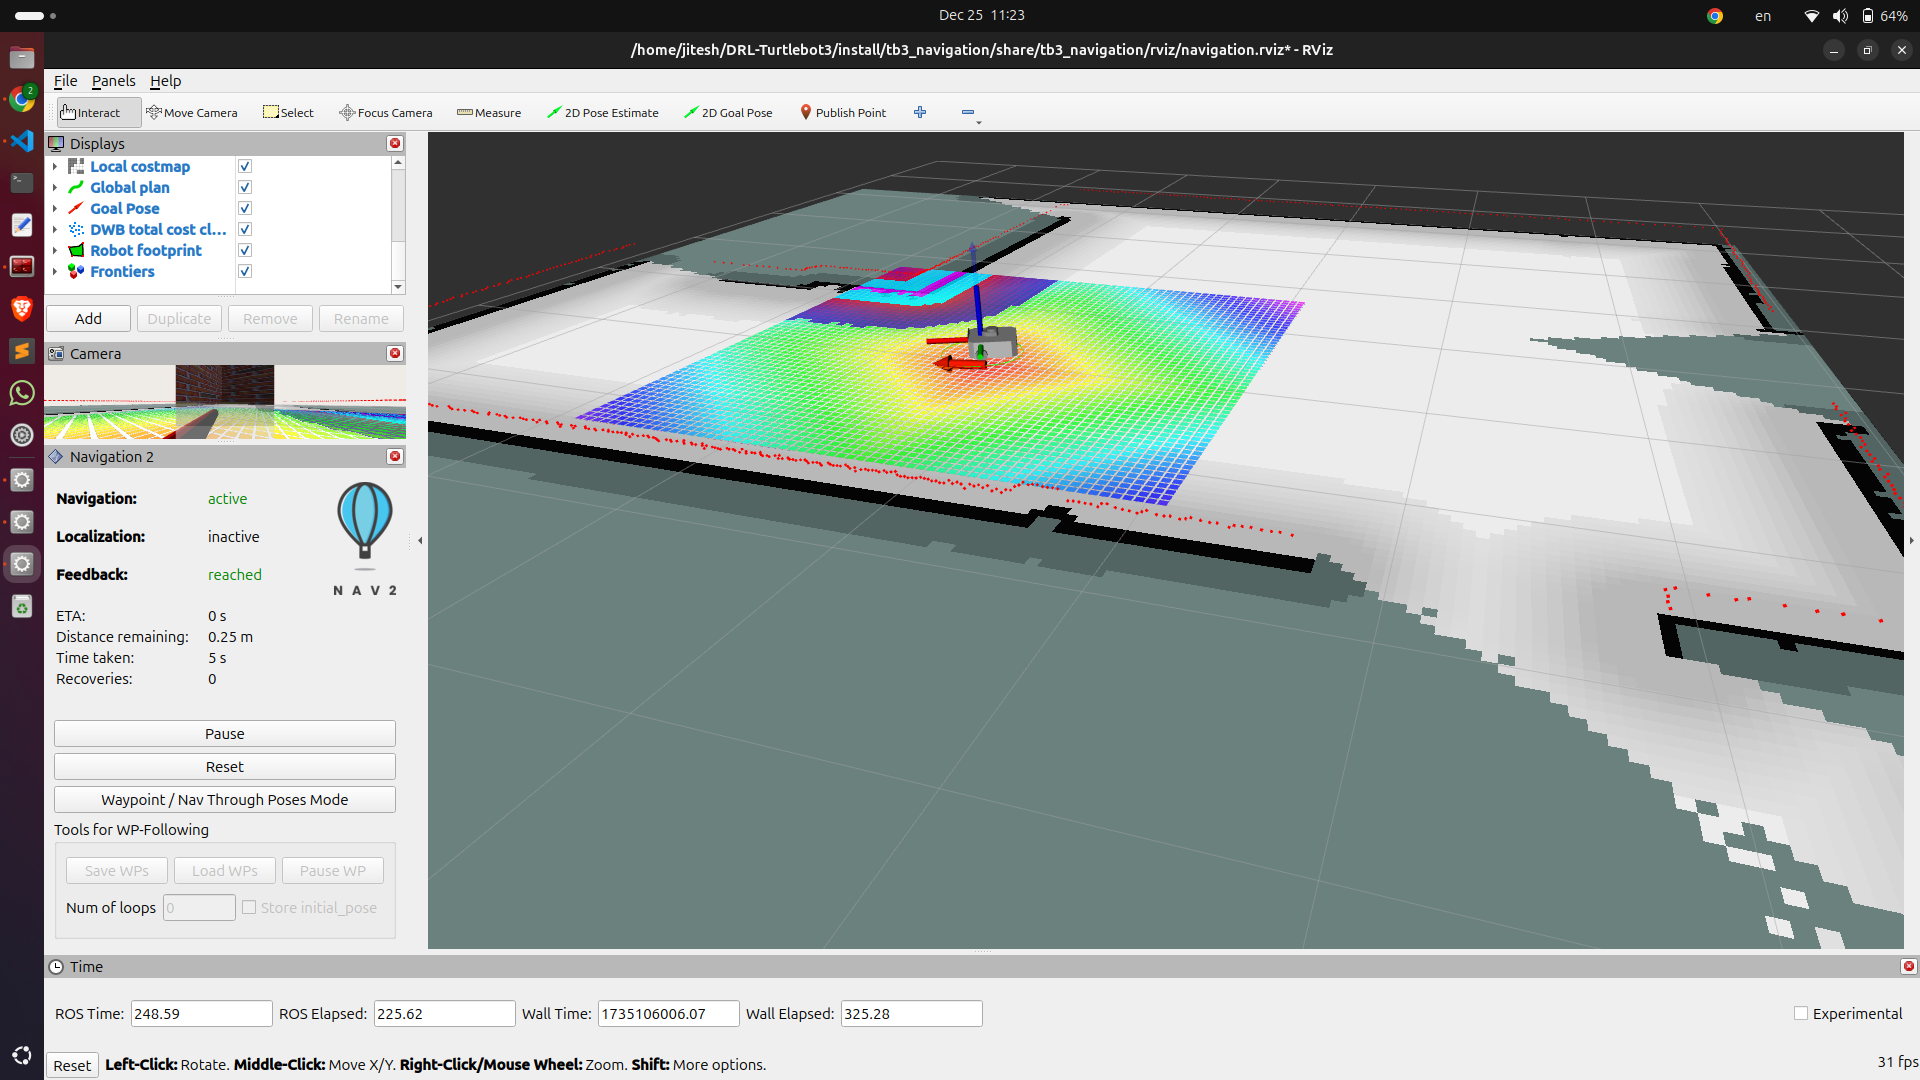 Dec 25 11:23
en
64%
/home/jitesh/DRL-Turtlebot3/install/tb3_navigation/share/tb3_navigation/rviz/navigation.rviz* - RViz
File Panels Help
Interact Move Camera Select Focus Camera Measure 2D Pose Estimate 2D Goal Pose Publish Point
Displays
Local costmap
Global plan
Goal Pose
DWB total cost cl...
Robot footprint
Frontiers
Add Duplicate Remove Rename
Camera
Navigation 2
Navigation: active
Localization: inactive
Feedback: reached
NAV2
ETA: 0 s
Distance remaining: 0.25 m
Time taken: 5 s
Recoveries: 0
Pause
Reset
Waypoint / Nav Through Poses Mode
Tools for WP-Following
Save WPs Load WPs Pause WP
Num of loops 0 Store initial_pose
Time
ROS Time: 248.59 ROS Elapsed: 225.62 Wall Time: 1735106006.07 Wall Elapsed: 325.28 Experimental
Reset Left-Click: Rotate. Middle-Click: Move X/Y. Right-Click/Mouse Wheel: Zoom. Shift: More options. 31 fps
2